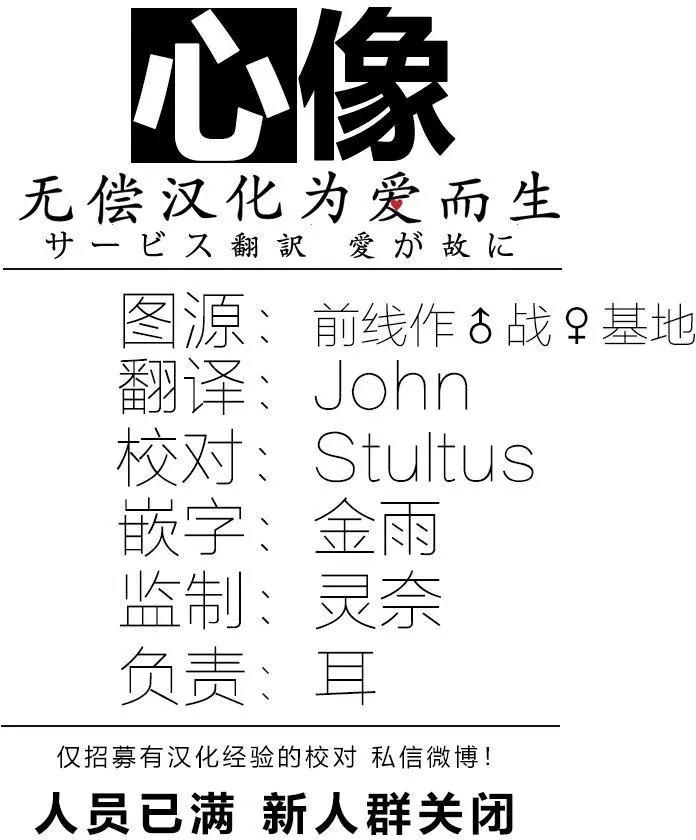 心像
无偿汉化为爱而生
サービス翻訳 愛が故に
图源：前线作♂战♀基地
翻译：John
校对：Stultus
嵌字：金雨
监制：灵奈
负责：耳
仅招募有汉化经验的校对 私信微博！
人员已满 新人群关闭